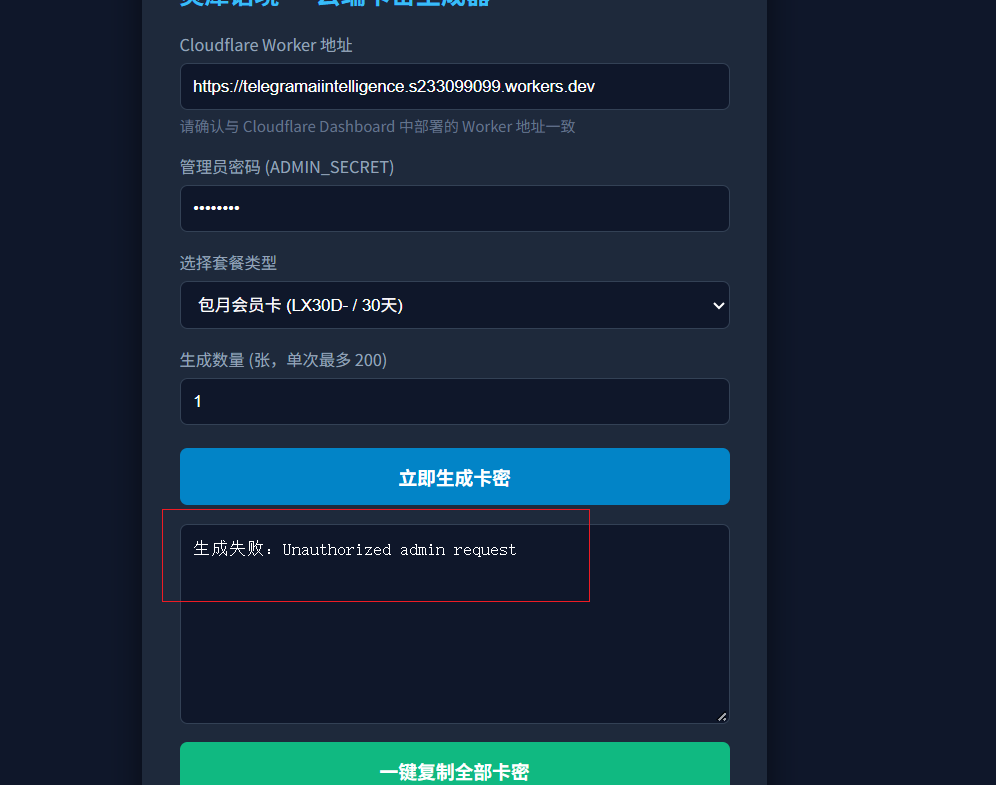 Cloudflare Worker 地址
https://telegramaiintelligence.s233099099.workers.dev
请确认与 Cloudflare Dashboard 中部署的 Worker 地址一致
管理员密码 (ADMIN_SECRET)
••••••••
选择套餐类型
包月会员卡 (LX30D- / 30天)
生成数量 (张，单次最多 200)
1
立即生成卡密
生成失败：Unauthorized admin request
一键复制全部卡密